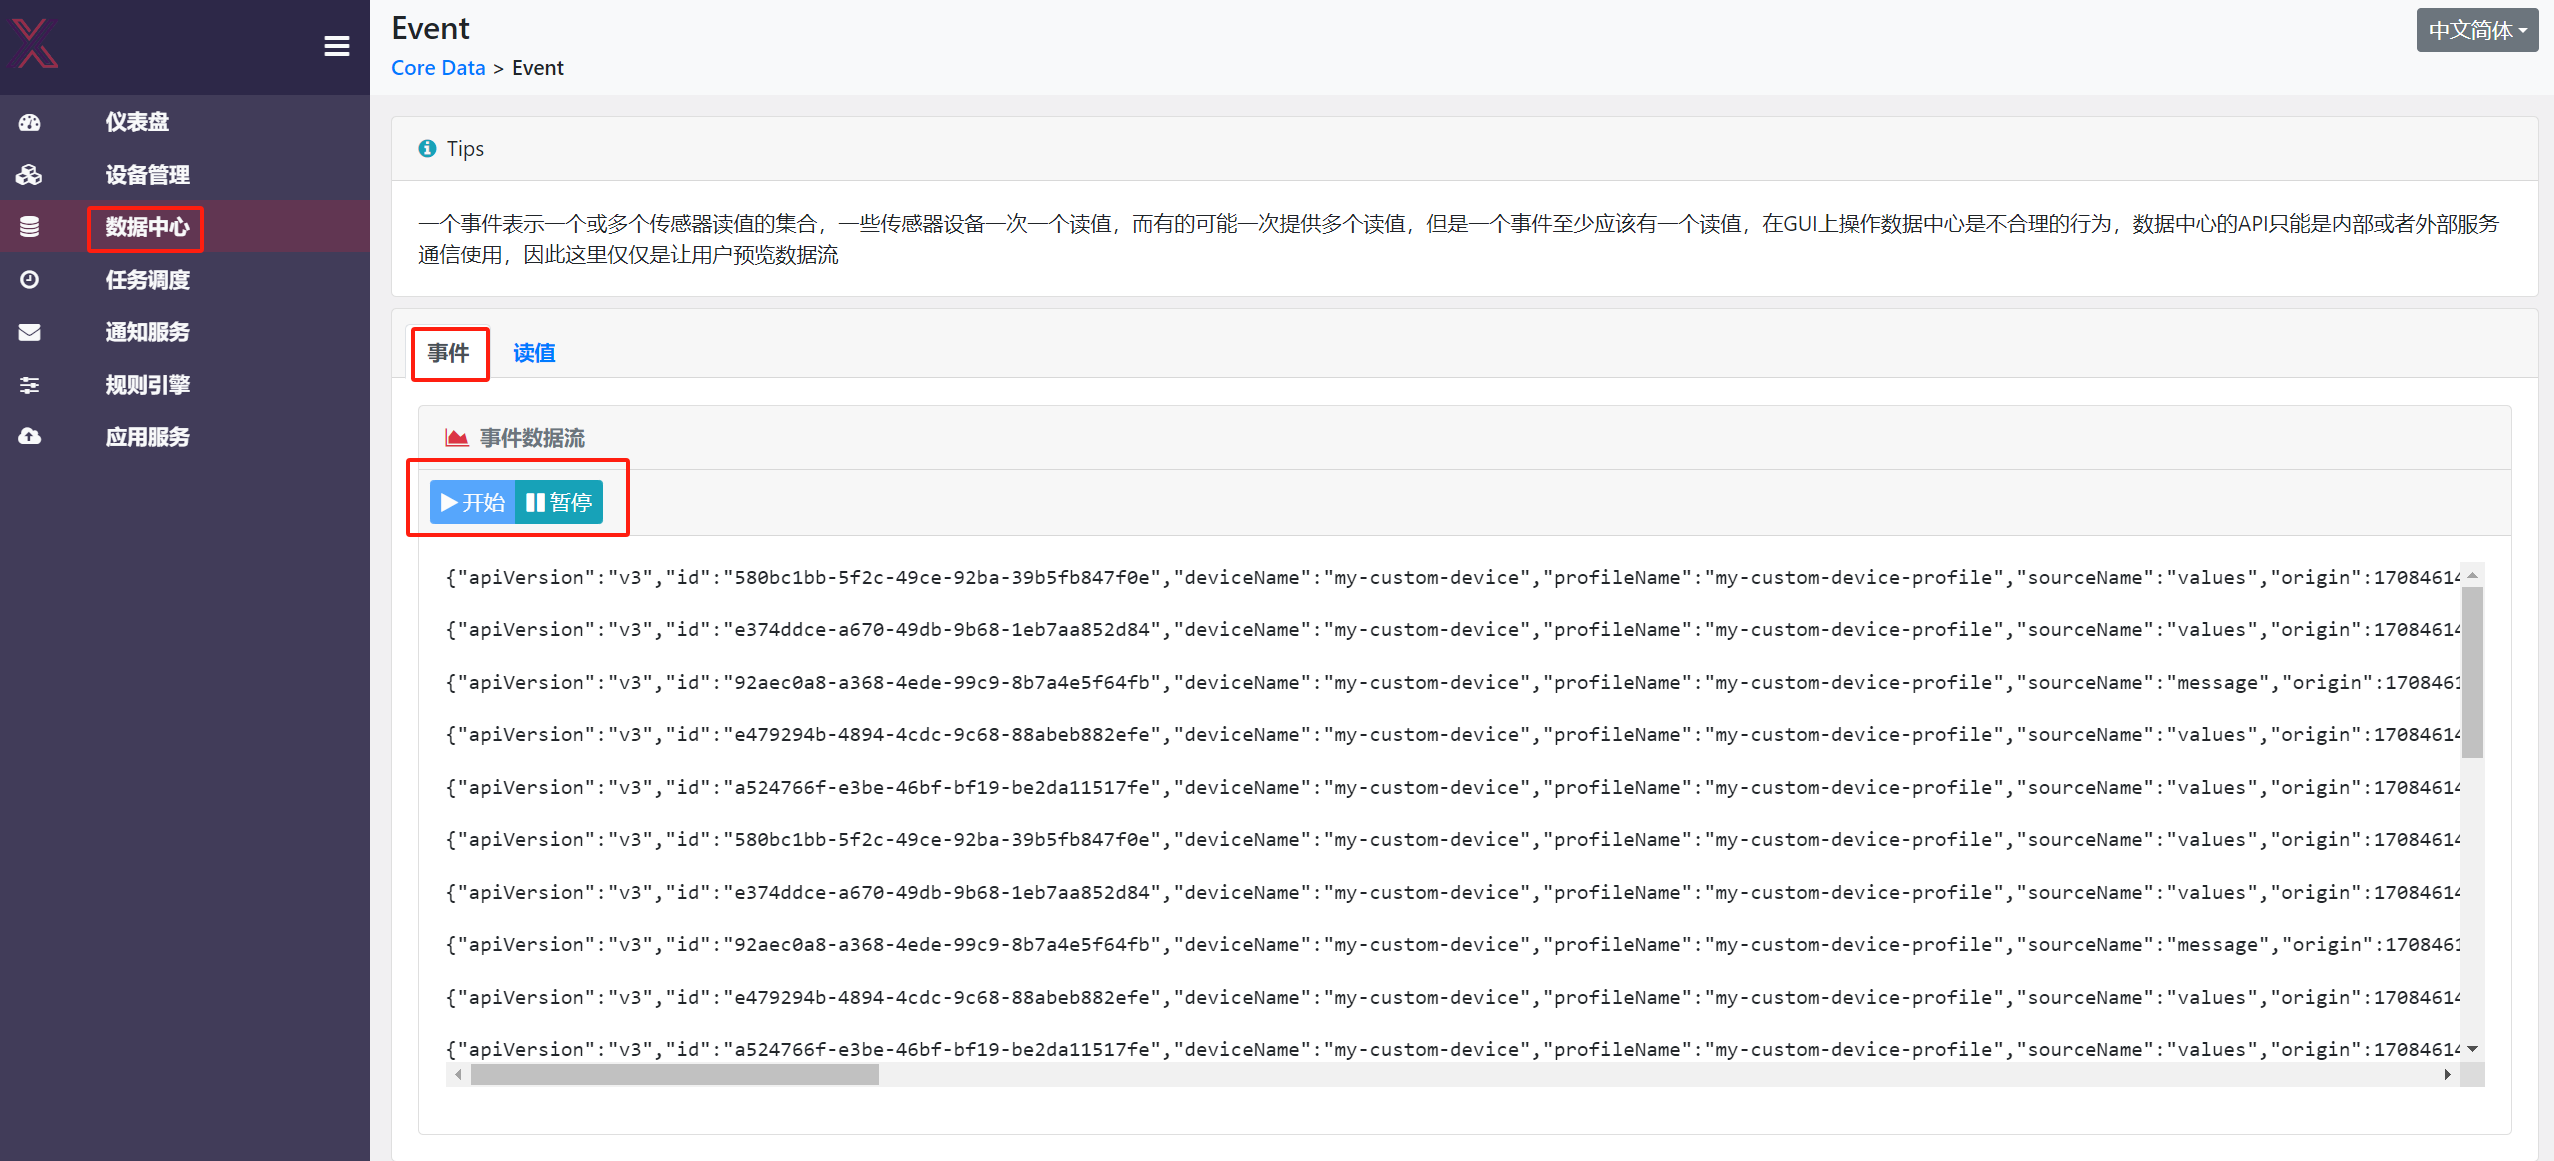 Event
中文简体
Core Data > Event
仪表盘
设备管理
数据中心
任务调度
通知服务
规则引擎
应用服务
Tips
一个事件表示一个或多个传感器读值的集合，一些传感器设备一次一个读值，而有的可能一次提供多个读值，但是一个事件至少应该有一个读值，在GUI上操作数据中心是不合理的行为，数据中心的API只能是内部或者外部服务
通信使用，因此这里仅仅是让用户预览数据流
事件 读值
事件数据流
开始 暂停
{"apiVersion":"v3","id":"580bc1bb-5f2c-49ce-92ba-39b5fb847f0e","deviceName":"my-custom-device","profileName":"my-custom-device-profile","sourceName":"values","origin":17084614
{"apiVersion":"v3","id":"e374ddce-a670-49db-9b68-1eb7aa852d84","deviceName":"my-custom-device","profileName":"my-custom-device-profile","sourceName":"values","origin":17084614
{"apiVersion":"v3","id":"92aec0a8-a368-4ede-99c9-8b7a4e5f64fb","deviceName":"my-custom-device","profileName":"my-custom-device-profile","sourceName":"message","origin":1708461
{"apiVersion":"v3","id":"e479294b-4894-4cdc-9c68-88abeb882efe","deviceName":"my-custom-device","profileName":"my-custom-device-profile","sourceName":"values","origin":17084614
{"apiVersion":"v3","id":"a524766f-e3be-46bf-bf19-be2da11517fe","deviceName":"my-custom-device","profileName":"my-custom-device-profile","sourceName":"values","origin":17084614
{"apiVersion":"v3","id":"580bc1bb-5f2c-49ce-92ba-39b5fb847f0e","deviceName":"my-custom-device","profileName":"my-custom-device-profile","sourceName":"values","origin":17084614
{"apiVersion":"v3","id":"e374ddce-a670-49db-9b68-1eb7aa852d84","deviceName":"my-custom-device","profileName":"my-custom-device-profile","sourceName":"values","origin":17084614
{"apiVersion":"v3","id":"92aec0a8-a368-4ede-99c9-8b7a4e5f64fb","deviceName":"my-custom-device","profileName":"my-custom-device-profile","sourceName":"message","origin":1708461
{"apiVersion":"v3","id":"e479294b-4894-4cdc-9c68-88abeb882efe","deviceName":"my-custom-device","profileName":"my-custom-device-profile","sourceName":"values","origin":17084614
{"apiVersion":"v3","id":"a524766f-e3be-46bf-bf19-be2da11517fe","deviceName":"my-custom-device","profileName":"my-custom-device-profile","sourceName":"values","origin":17084614